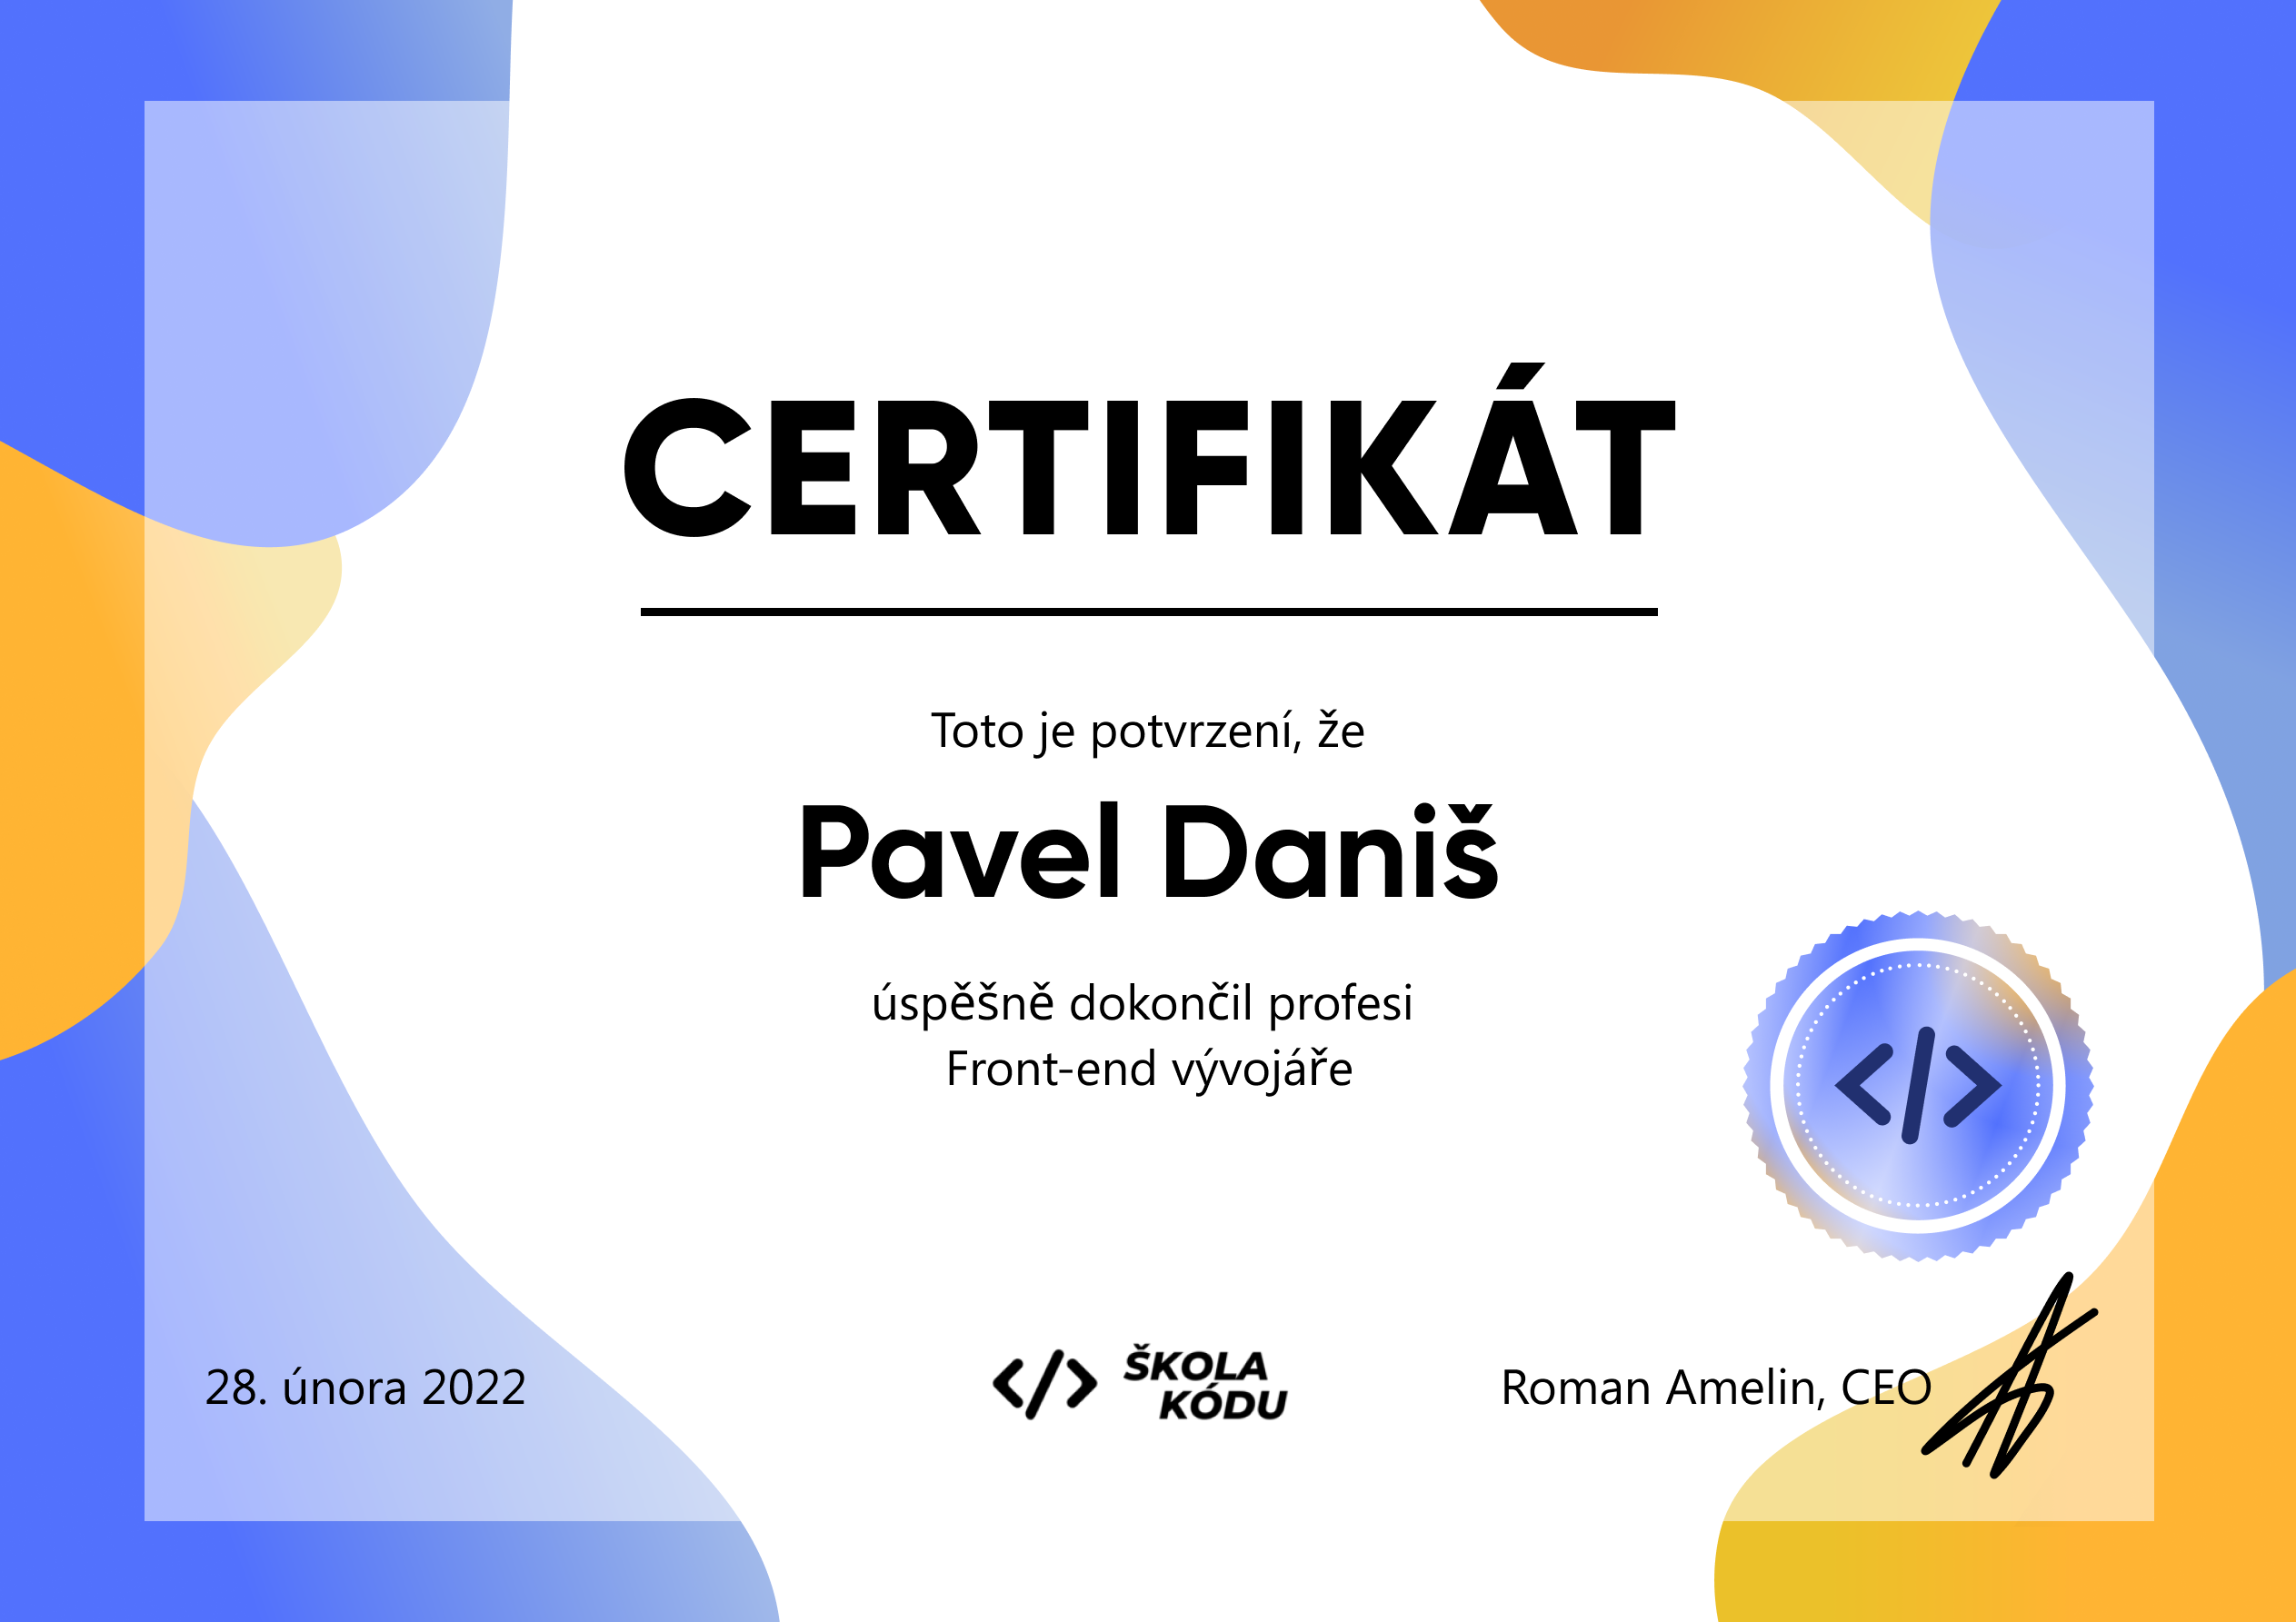 CERTIFIKÁT
Toto je potvrzení, že
Pavel Daniš
úspěšně dokončil profesi
Front-end vývojáře
</>
28. února 2022
</> ŠKOLA
KÓDU
Roman Amelin, CEO